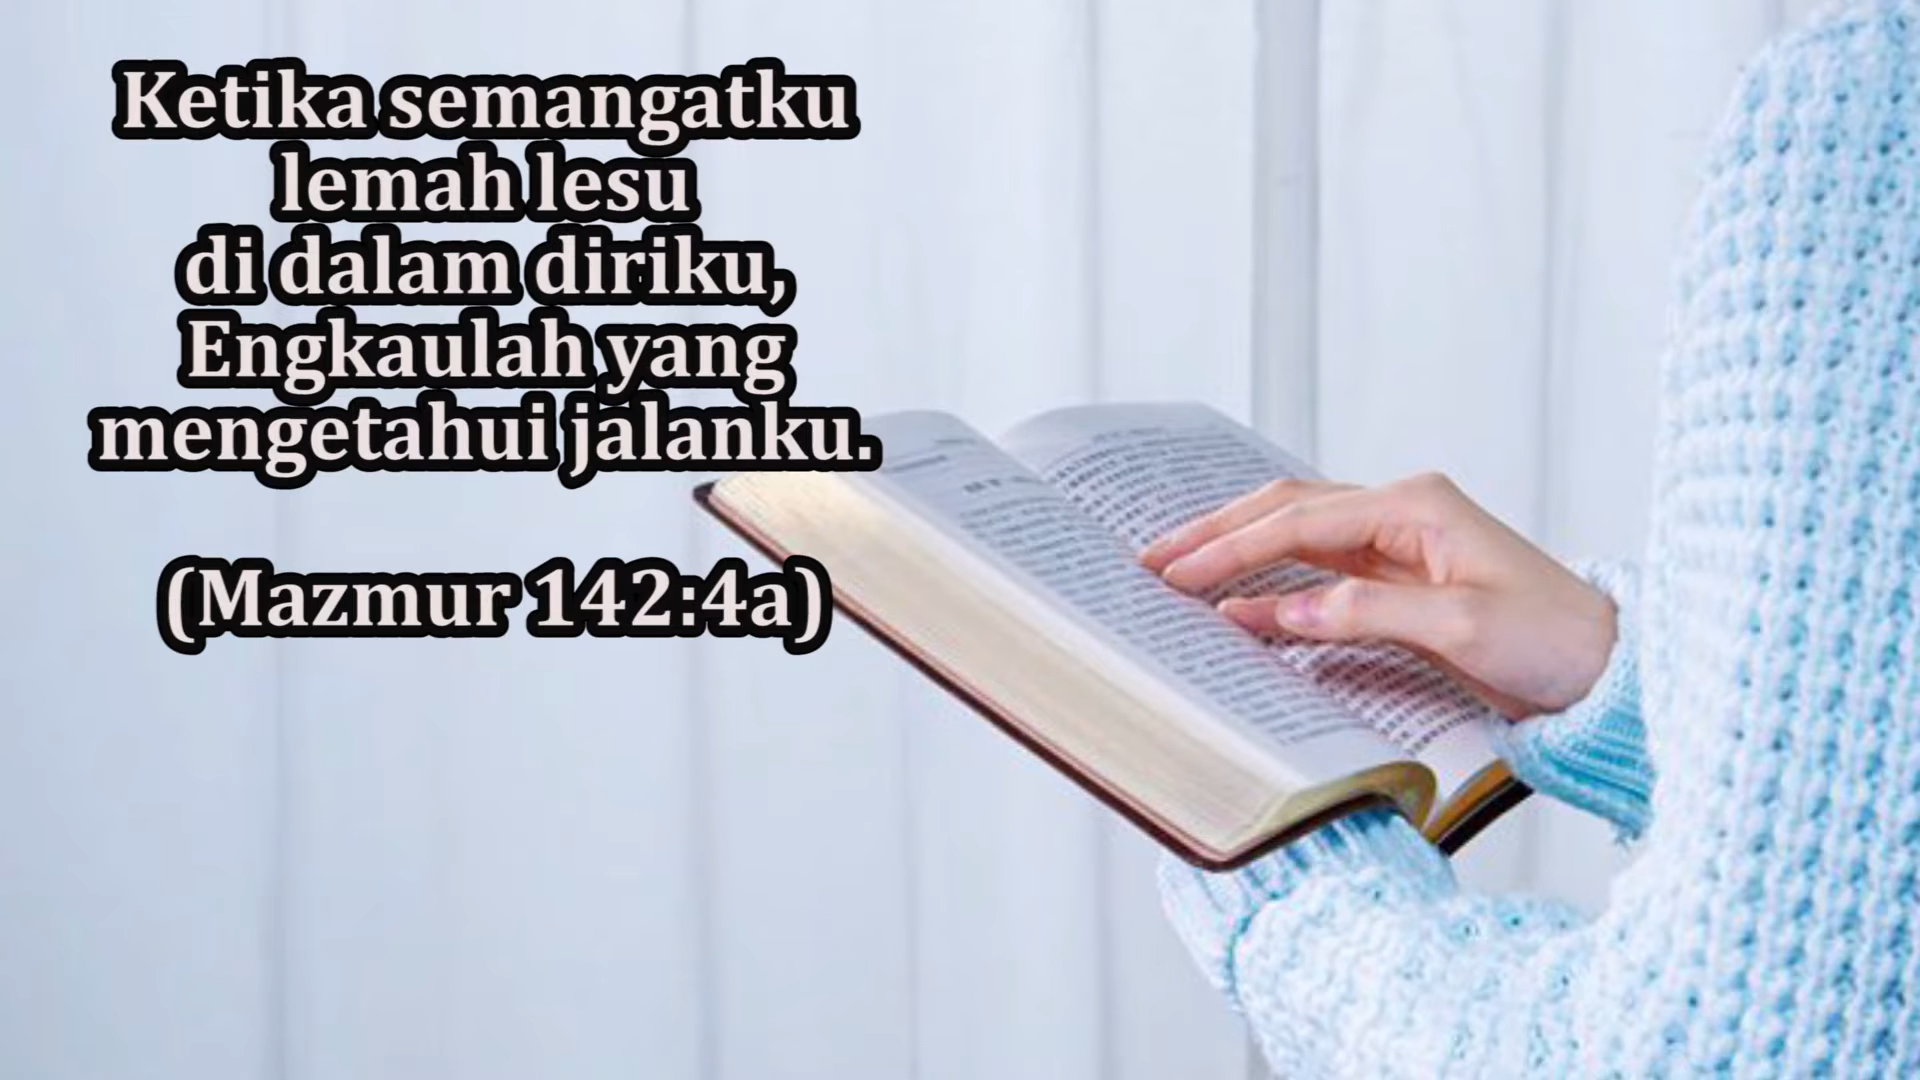 Ketika semangatku
lemah lesu
di dalam diriku,
Engkaulah yang
mengetahui jalanku.
(Mazmur 142:4a)